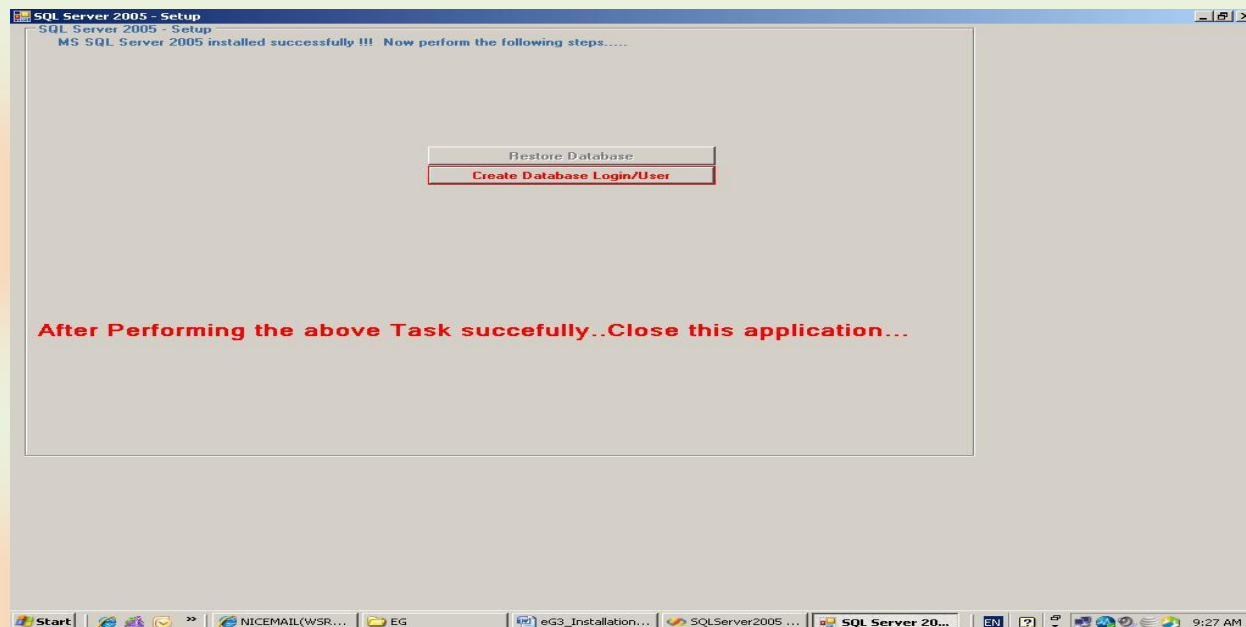 SQL Server 2005 - Setup
SQL Server 2005 - Setup
MS SQL Server 2005 installed successfully !!! Now perform the following steps.....
Restore Database
Create Database Login/User
After Performing the above Task succefully..Close this application...
Start
NICEMAIL(WSR...
EG
eG3_Installation...
SQLServer2005 ...
SQL Server 20...
EN
9:27 AM